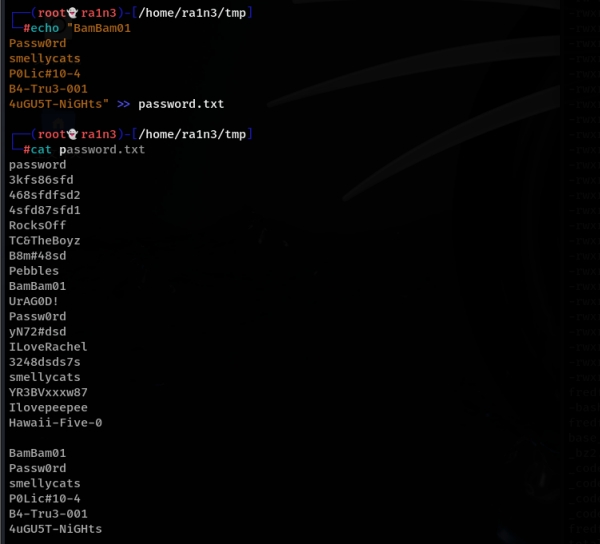 (root👻ra1n3)-[/home/ra1n3/tmp]
#echo "BamBam01
Passw0rd
smellycats
P0Lic#10-4
B4-Tru3-001
4uGU5T-NiGHts" >> password.txt
(root👻ra1n3)-[/home/ra1n3/tmp]
#cat password.txt
password
3kfs86sfd
468sfdfsd2
4sfd87sfd1
RocksOff
TC&TheBoyz
B8m#48sd
Pebbles
BamBam01
UrAG0D!
Passw0rd
yN72#dsd
ILoveRachel
3248dsds7s
smellycats
YR3BVxxxw87
Ilovepeepee
Hawaii-Five-0
BamBam01
Passw0rd
smellycats
P0Lic#10-4
B4-Tru3-001
4uGU5T-NiGHts